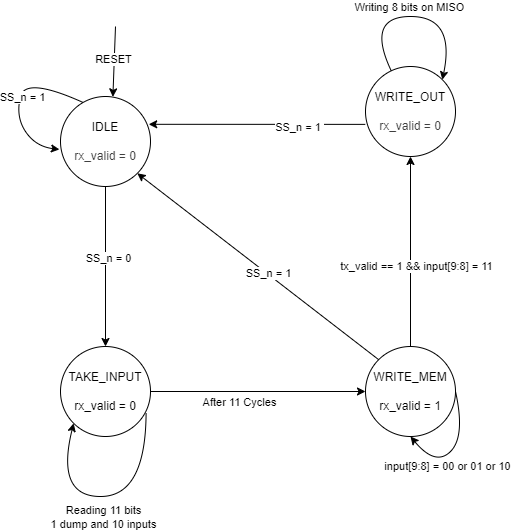 Writing 8 bits on MISO
RESET
SS_n = 1
WRITE_OUT
rx_valid = 0
IDLE
rx_valid = 0
SS_n = 1
SS_n = 0
tx_valid == 1 && input[9:8] = 11
SS_n = 1
TAKE_INPUT
rx_valid = 0
WRITE_MEM
rx_valid = 1
After 11 Cycles
input[9:8] = 00 or 01 or 10
Reading 11 bits
1 dump and 10 inputs